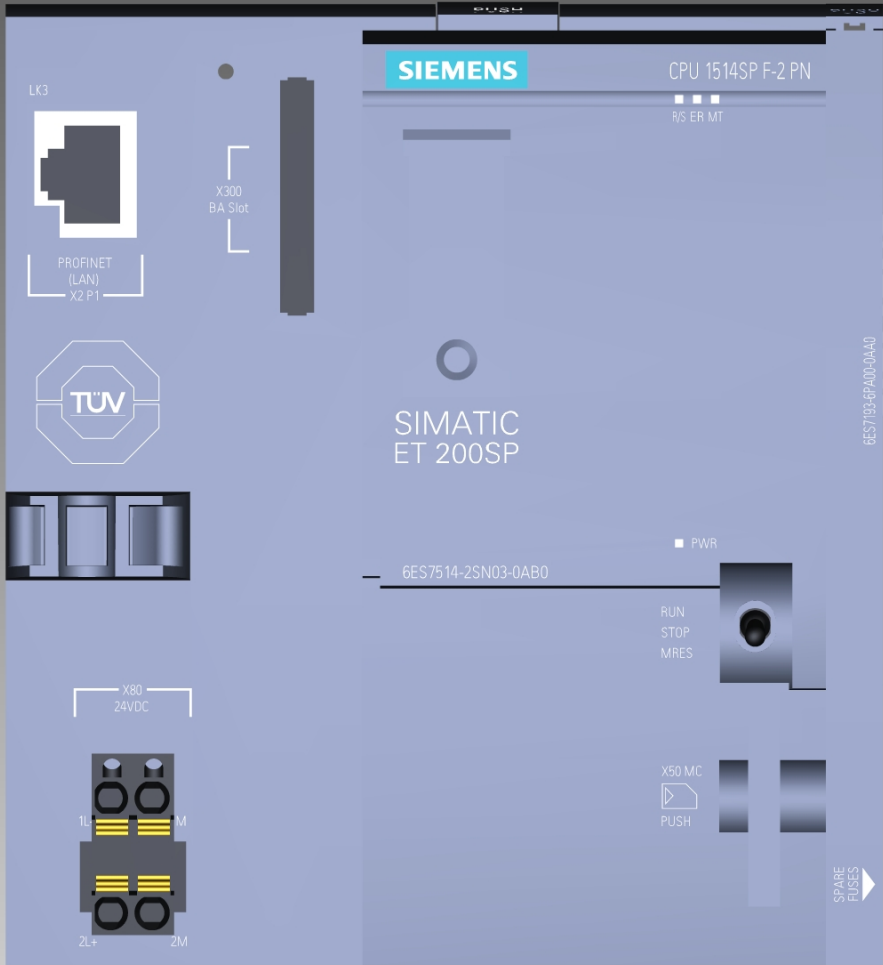 SIEMENS
CPU 1514SP F-2 PN
R/S ER MT
LK3
X300
BA Slot
PROFINET
(LAN)
X2 P1
TÜV
SIMATIC
ET 200SP
6ES7193-6PA00-0AA0
PWR
6ES7514-2SN03-0AB0
RUN
STOP
MRES
X80
24VDC
X50 MC
PUSH
1L
M
2L+
2M
SPARE
FUSES